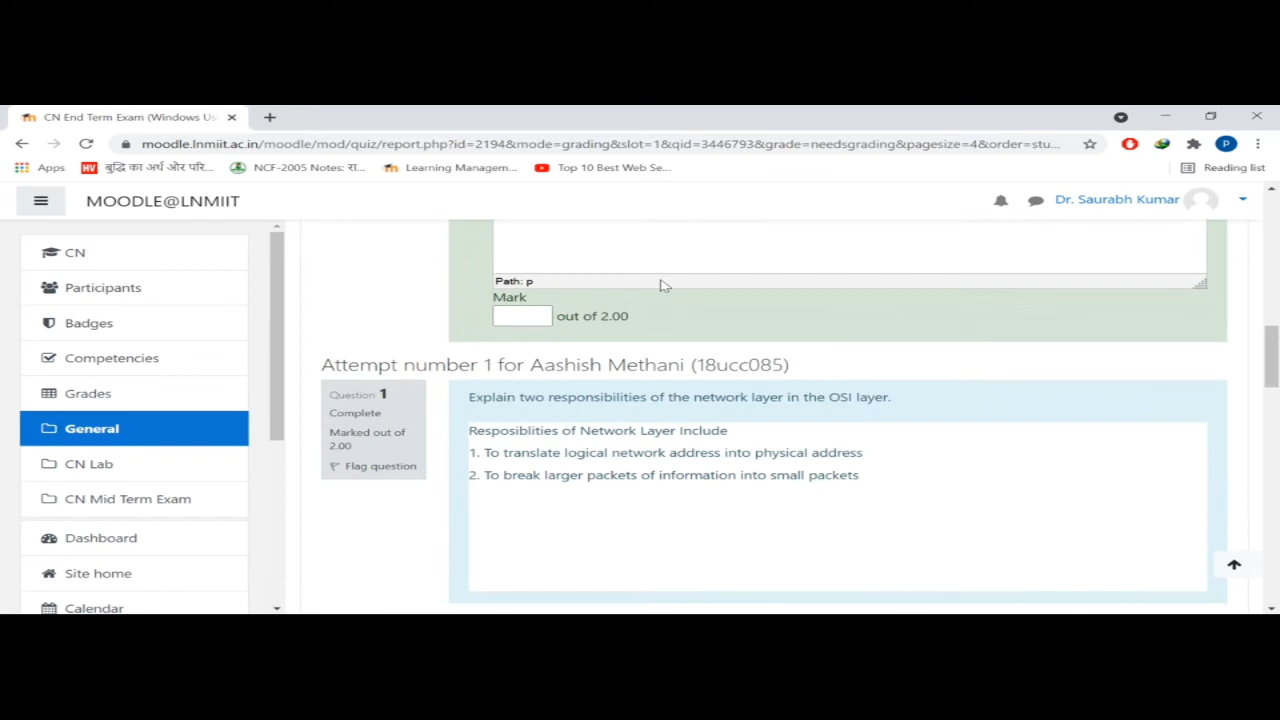 CN End Term Exam (Windows Us
moodle.lnmiit.ac.in/moodle/mod/quiz/report.php?id=2194&mode=grading&slot=1&qid=3446793&grade=needsgrading&pagesize=4&order=stu...
P
Apps
HV
बुद्धि का अर्थ और परि...
NCF-2005 Notes: रा...
Learning Managem...
Top 10 Best Web Se...
Reading list
MOODLE@LNMIIT
Dr. Saurabh Kumar
CN
Participants
Badges
Competencies
Grades
General
CN Lab
CN Mid Term Exam
Dashboard
Site home
Calendar
Path: p
Mark
out of 2.00
Attempt number 1 for Aashish Methani (18ucc085)
Question 1
Complete
Marked out of
2.00
Flag question
Explain two responsibilities of the network layer in the OSI layer.
Resposiblities of Network Layer Include
1. To translate logical network address into physical address
2. To break larger packets of information into small packets